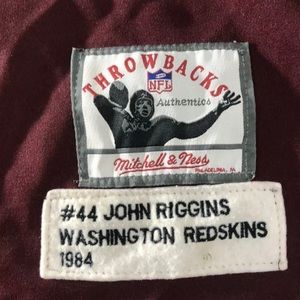 THROWBACKS
NFL
Authentics
Mitchell & Ness
PHILADELPHIA, PA
#44 JOHN RIGGINS
WASHINGTON REDSKINS
1984